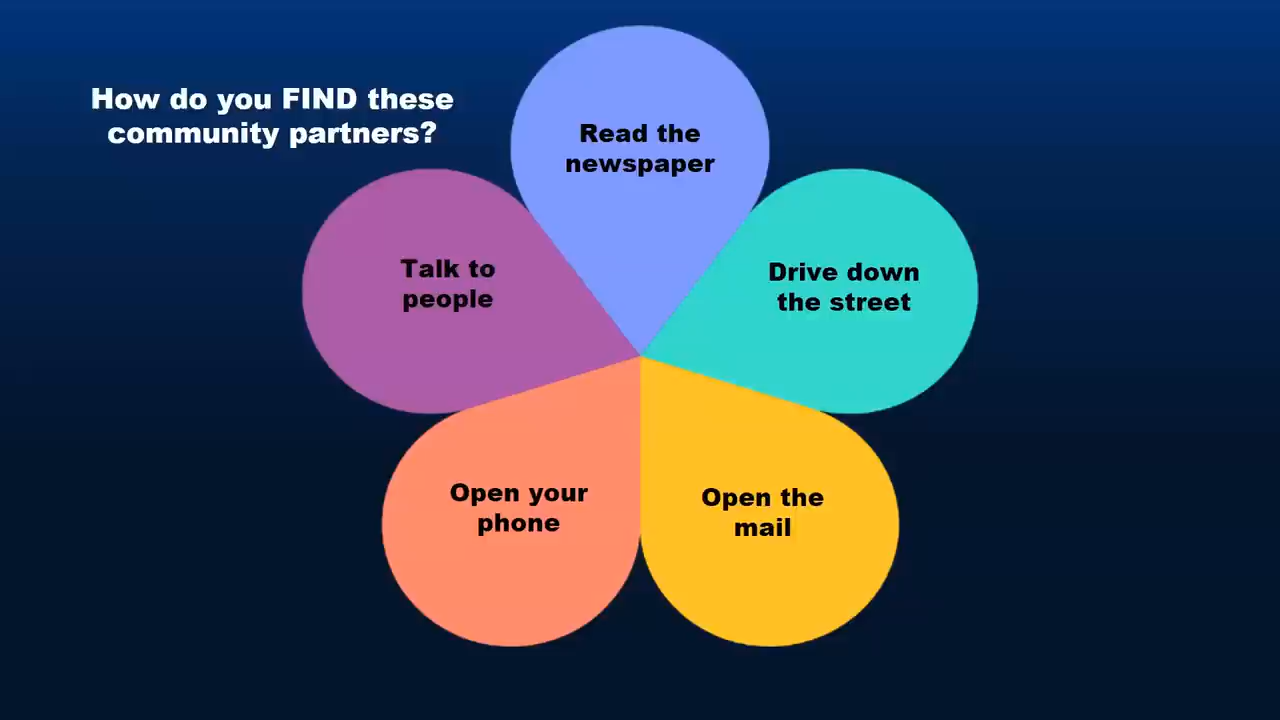 How do you FIND these
community partners?
Read the
newspaper
Drive down
the street
Open the
mail
Open your
phone
Talk to
people